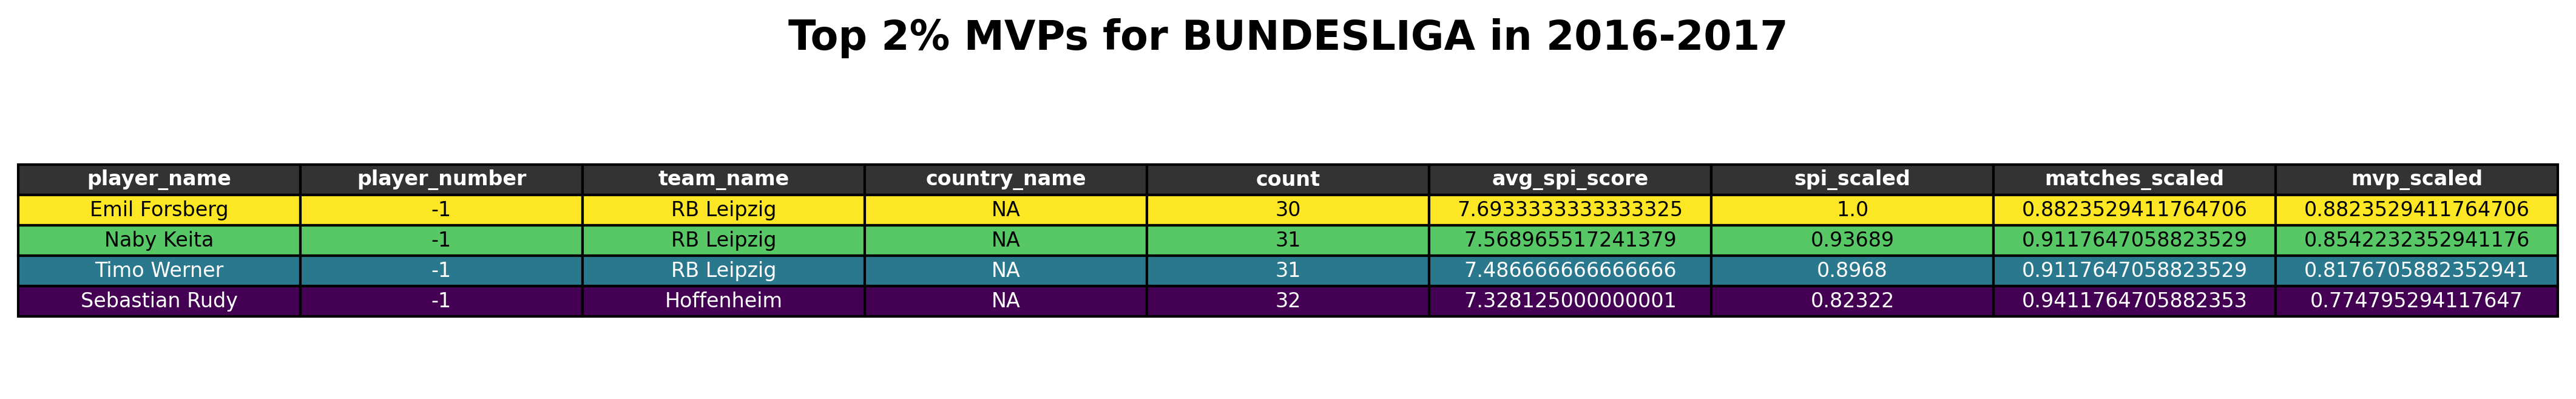 Top 2% MVPs for BUNDESLIGA in 2016-2017
player_name player_number team_name country_name count avg_spi_score spi_scaled matches_scaled mvp_scaled
Emil Forsberg -1 RB Leipzig NA 30 7.6933333333333325 1.0 0.8823529411764706 0.8823529411764706
Naby Keita -1 RB Leipzig NA 31 7.568965517241379 0.93689 0.9117647058823529 0.8542232352941176
Timo Werner -1 RB Leipzig NA 31 7.486666666666666 0.8968 0.9117647058823529 0.8176705882352941
Sebastian Rudy -1 Hoffenheim NA 32 7.328125000000001 0.82322 0.9411764705882353 0.774795294117647